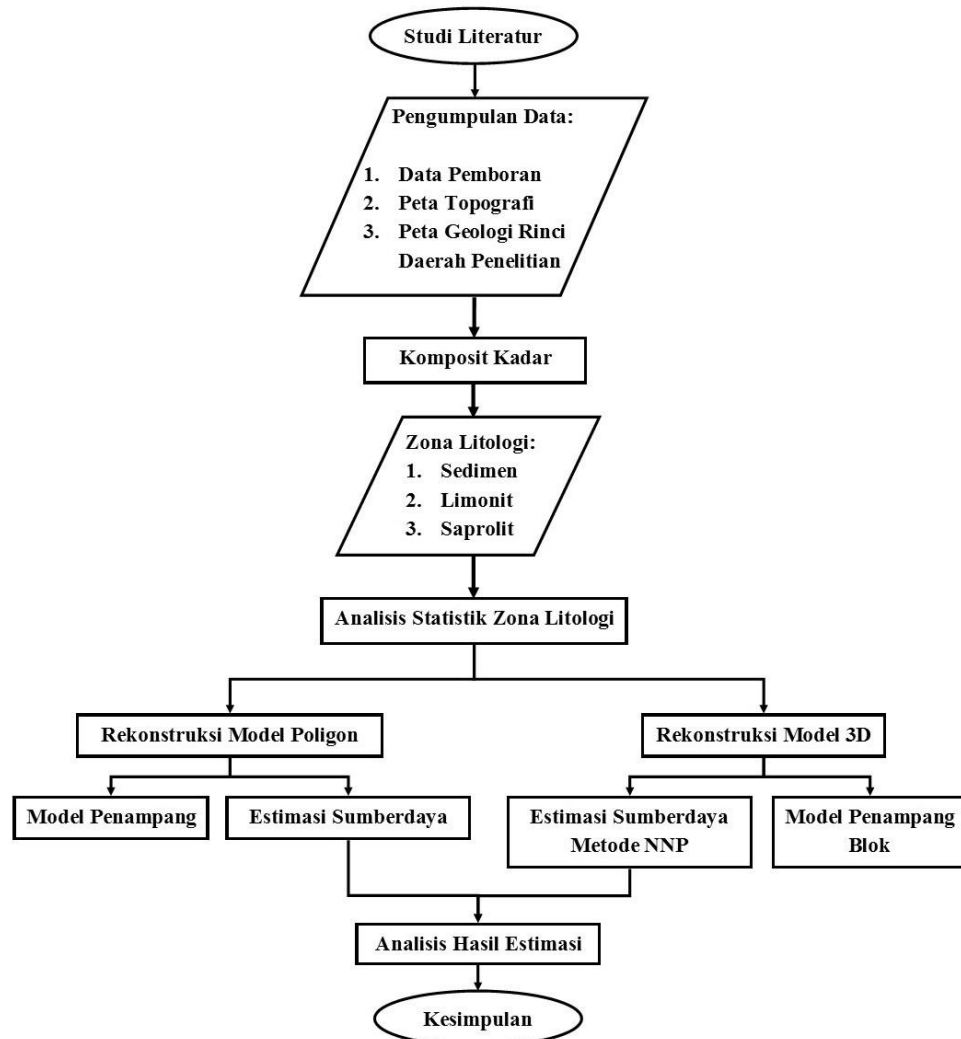 Studi Literatur
Pengumpulan Data:
1. Data Pemboran
2. Peta Topografi
3. Peta Geologi Rinci
Daerah Penelitian
Komposit Kadar
Zona Litologi:
1. Sedimen
2. Limonit
3. Saprolit
Analisis Statistik Zona Litologi
Rekonstruksi Model Poligon
Rekonstruksi Model 3D
Model Penampang
Estimasi Sumberdaya
Estimasi Sumberdaya
Metode NNP
Model Penampang
Blok
Analisis Hasil Estimasi
Kesimpulan